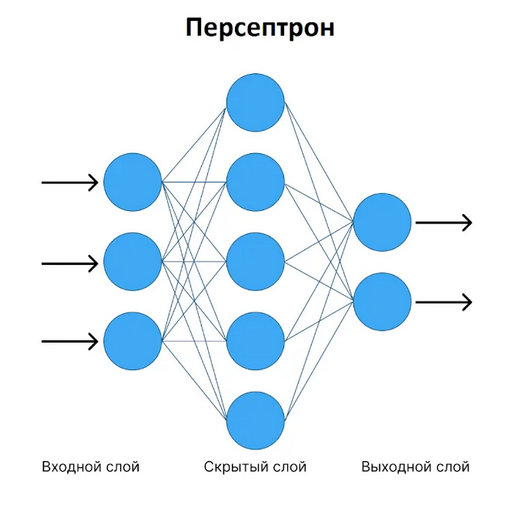 Персептрон
Входной слой
Скрытый слой
Выходной слой